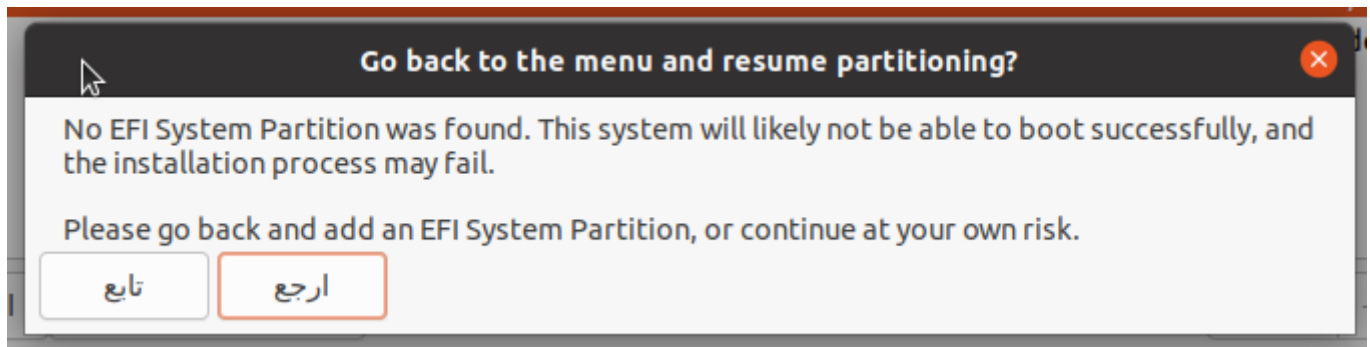 Go back to the menu and resume partitioning?
No EFI System Partition was found. This system will likely not be able to boot successfully, and
the installation process may fail.
Please go back and add an EFI System Partition, or continue at your own risk.
تابع
ارجع